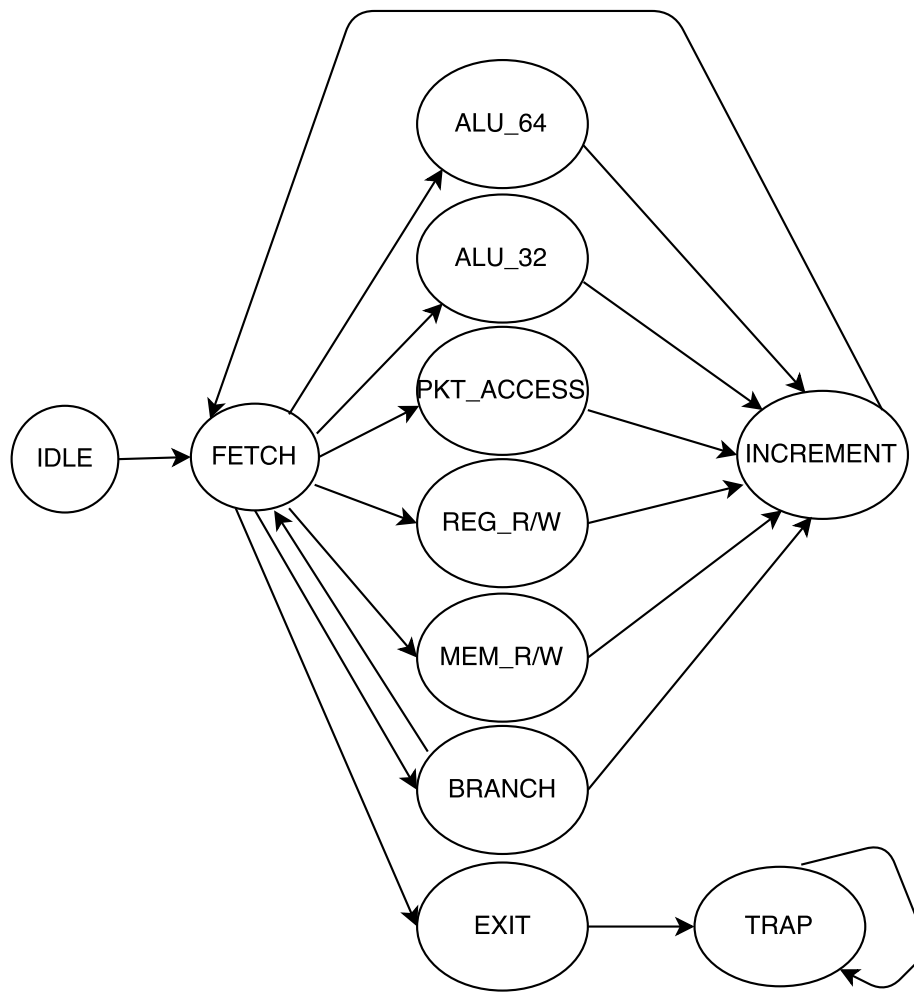 ALU_64
ALU_32
PKT_ACCESS
IDLE
FETCH
INCREMENT
REG_R/W
MEM_R/W
BRANCH
EXIT
TRAP